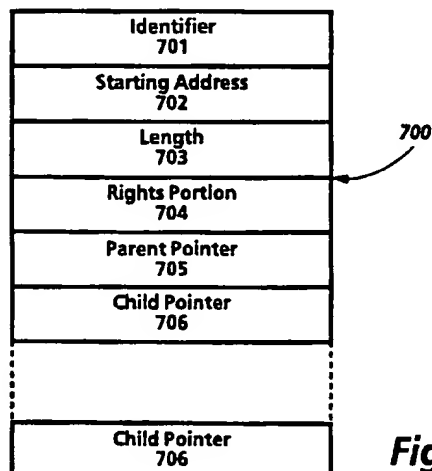 Identifier
701
Starting Address
702
Length
703
700
Rights Portion
704
Parent Pointer
705
Child Pointer
706
Child Pointer
706